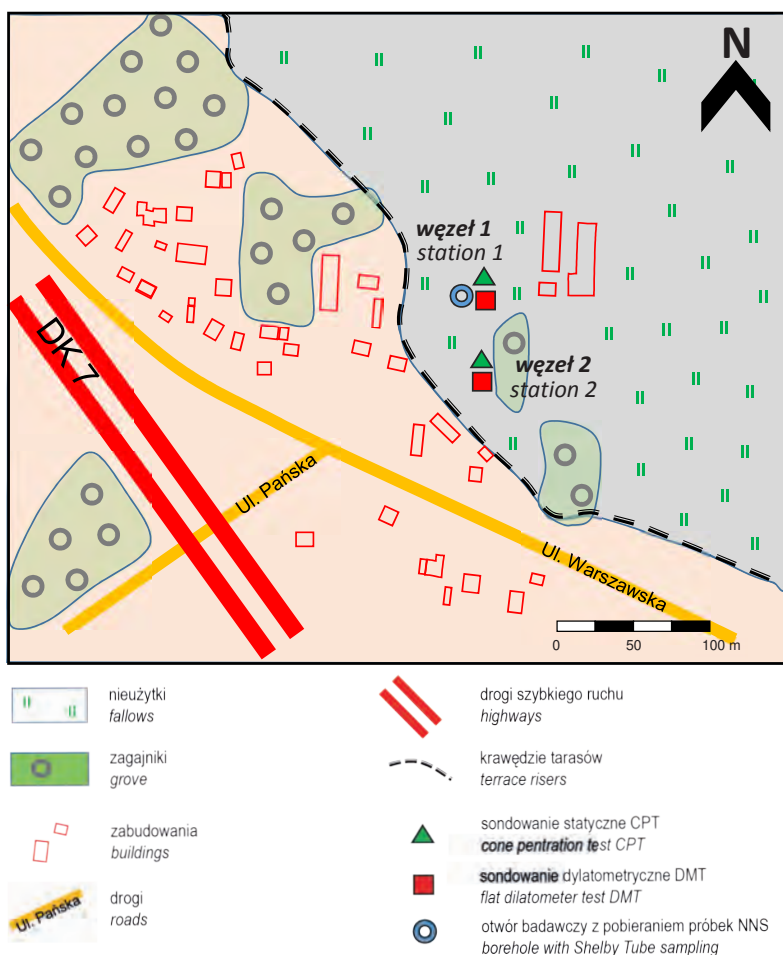 N
węzeł 1
station 1
węzeł 2
station 2
DK 7
Ul. Pańska
Ul. Warszawska
0 50 100 m
nieużytki
fallows
zagajniki
grove
zabudowania
buildings
Ul. Pańska
drogi
roads
drogi szybkiego ruchu
highways
krawędzie tarasów
terrace risers
sondowanie statyczne CPT
cone pentration test CPT
sondowanie dylatometryczne DMT
flat dilatometer test DMT
otwór badawczy z pobieraniem próbek NNS
borehole with Shelby Tube sampling